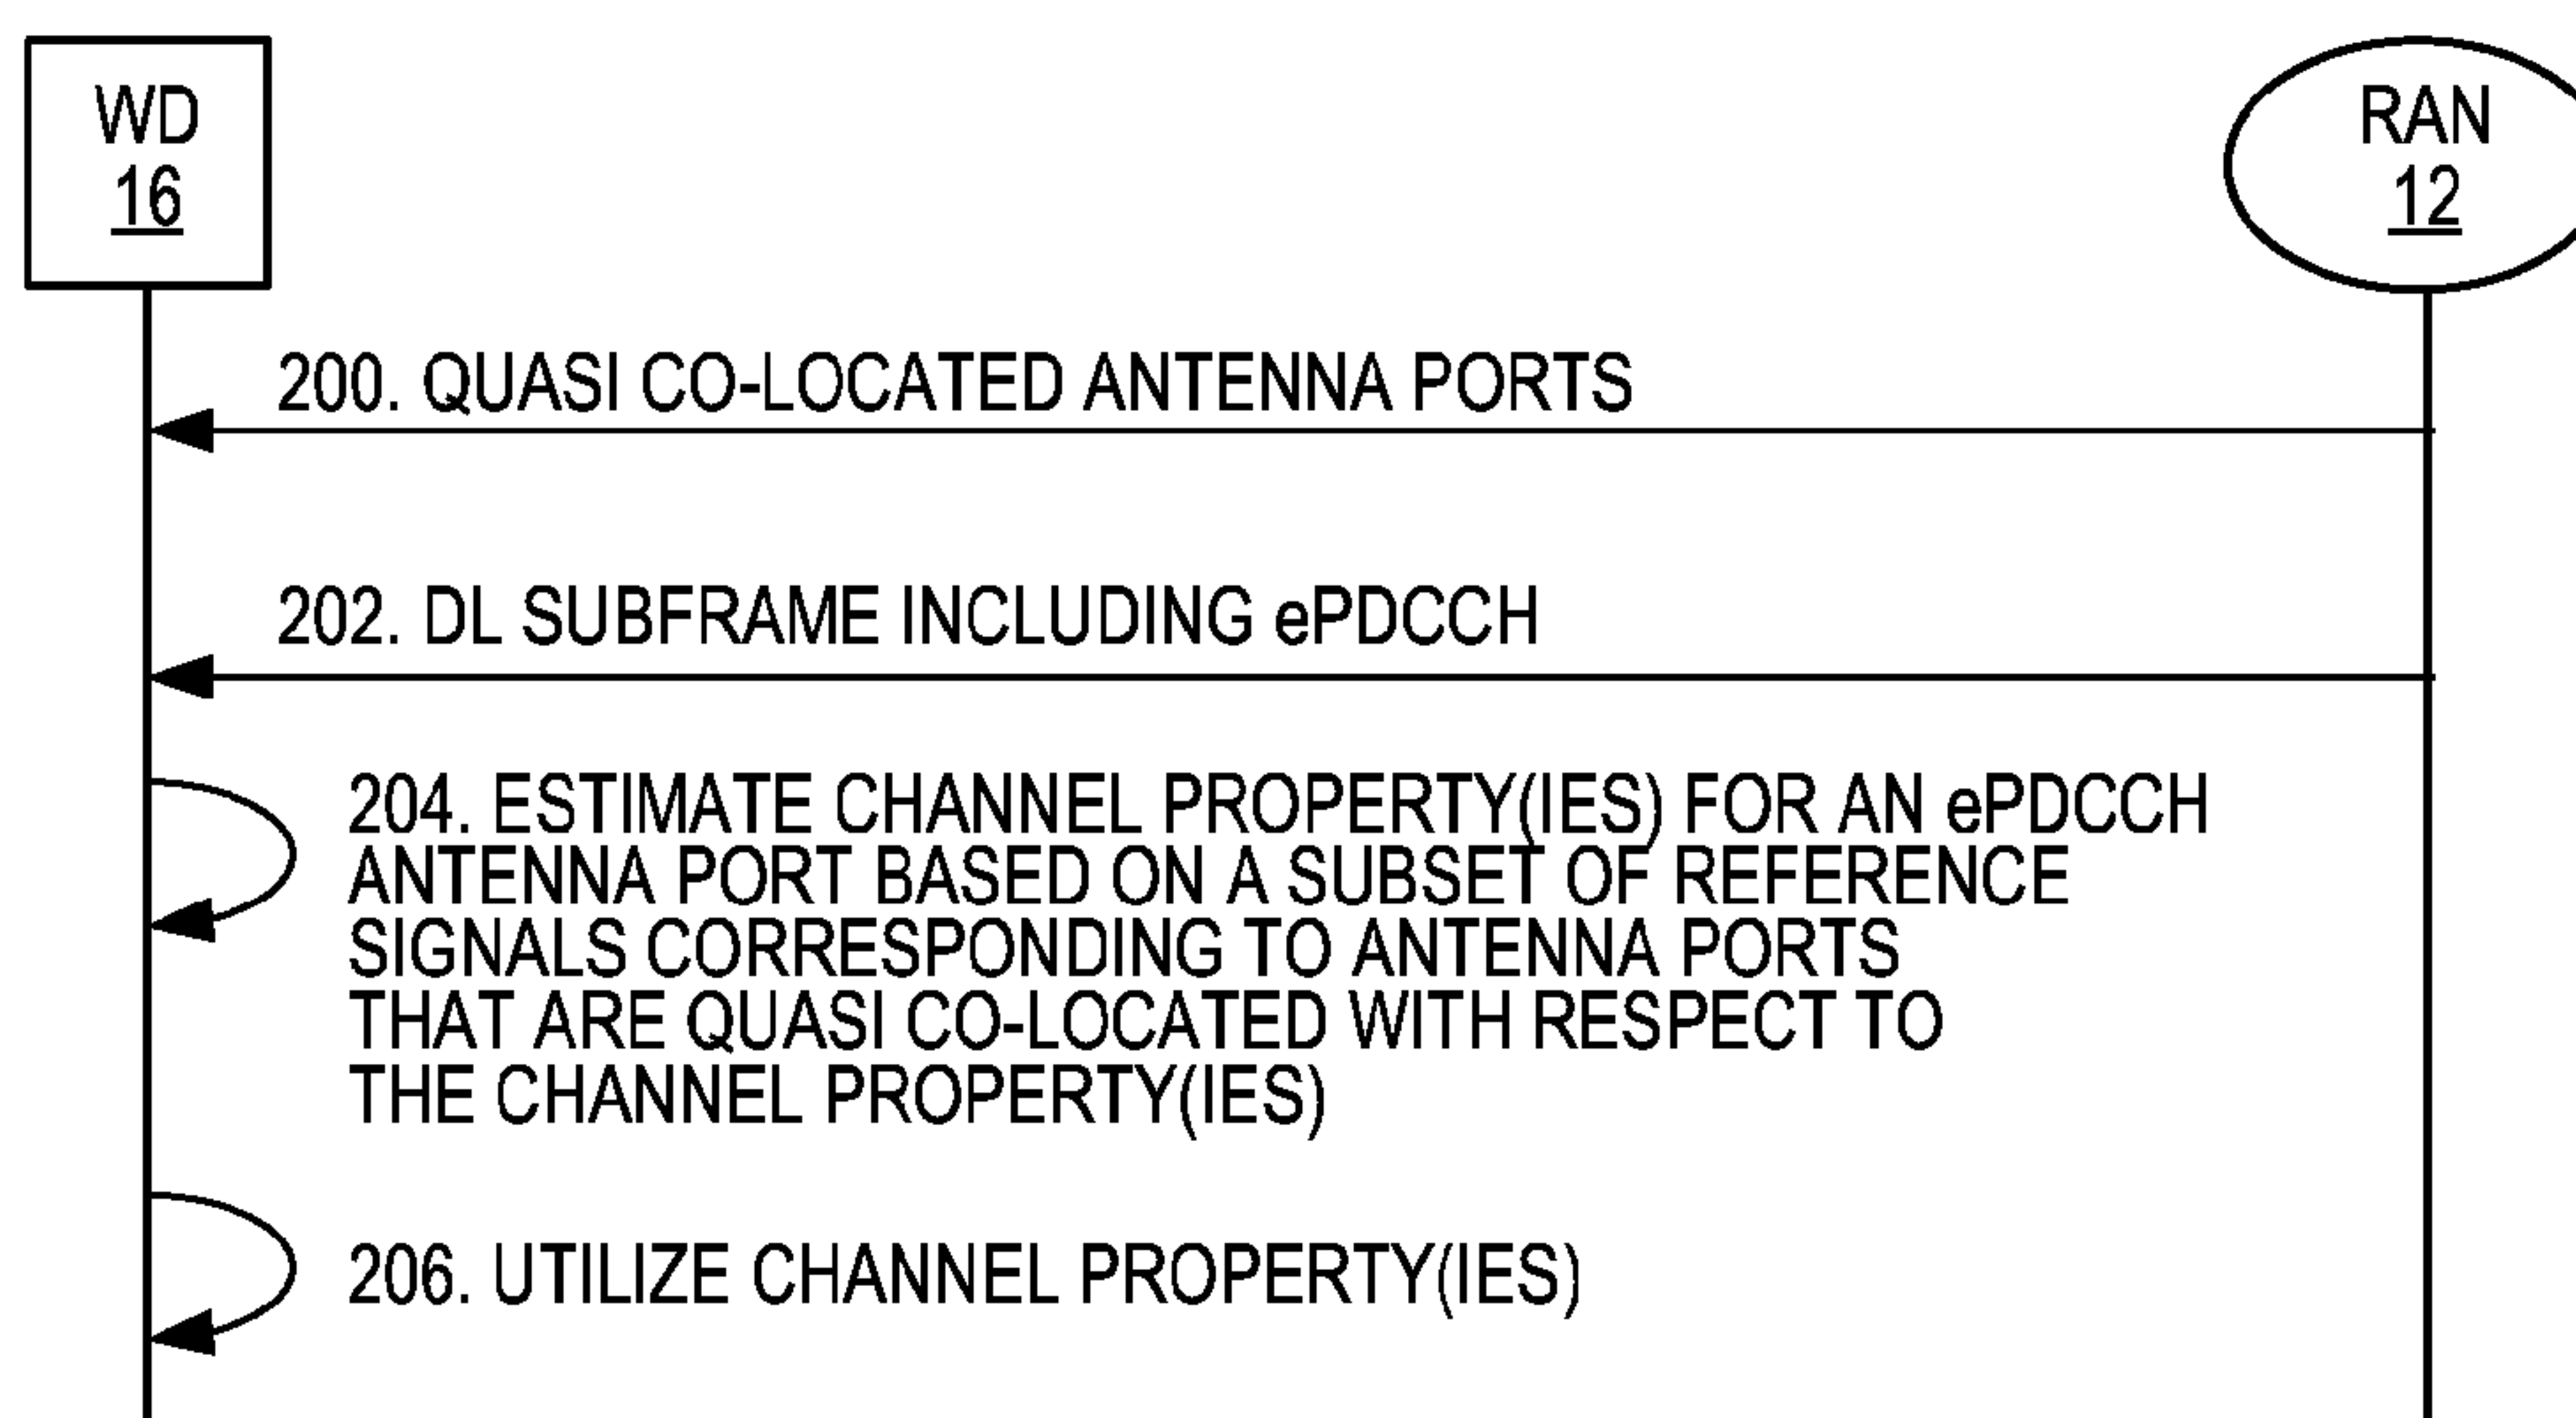 WD
16
RAN
12
200. QUASI CO-LOCATED ANTENNA PORTS
202. DL SUBFRAME INCLUDING ePDCCH
204. ESTIMATE CHANNEL PROPERTY(IES) FOR AN ePDCCH
ANTENNA PORT BASED ON A SUBSET OF REFERENCE
SIGNALS CORRESPONDING TO ANTENNA PORTS
THAT ARE QUASI CO-LOCATED WITH RESPECT TO
THE CHANNEL PROPERTY(IES)
206. UTILIZE CHANNEL PROPERTY(IES)